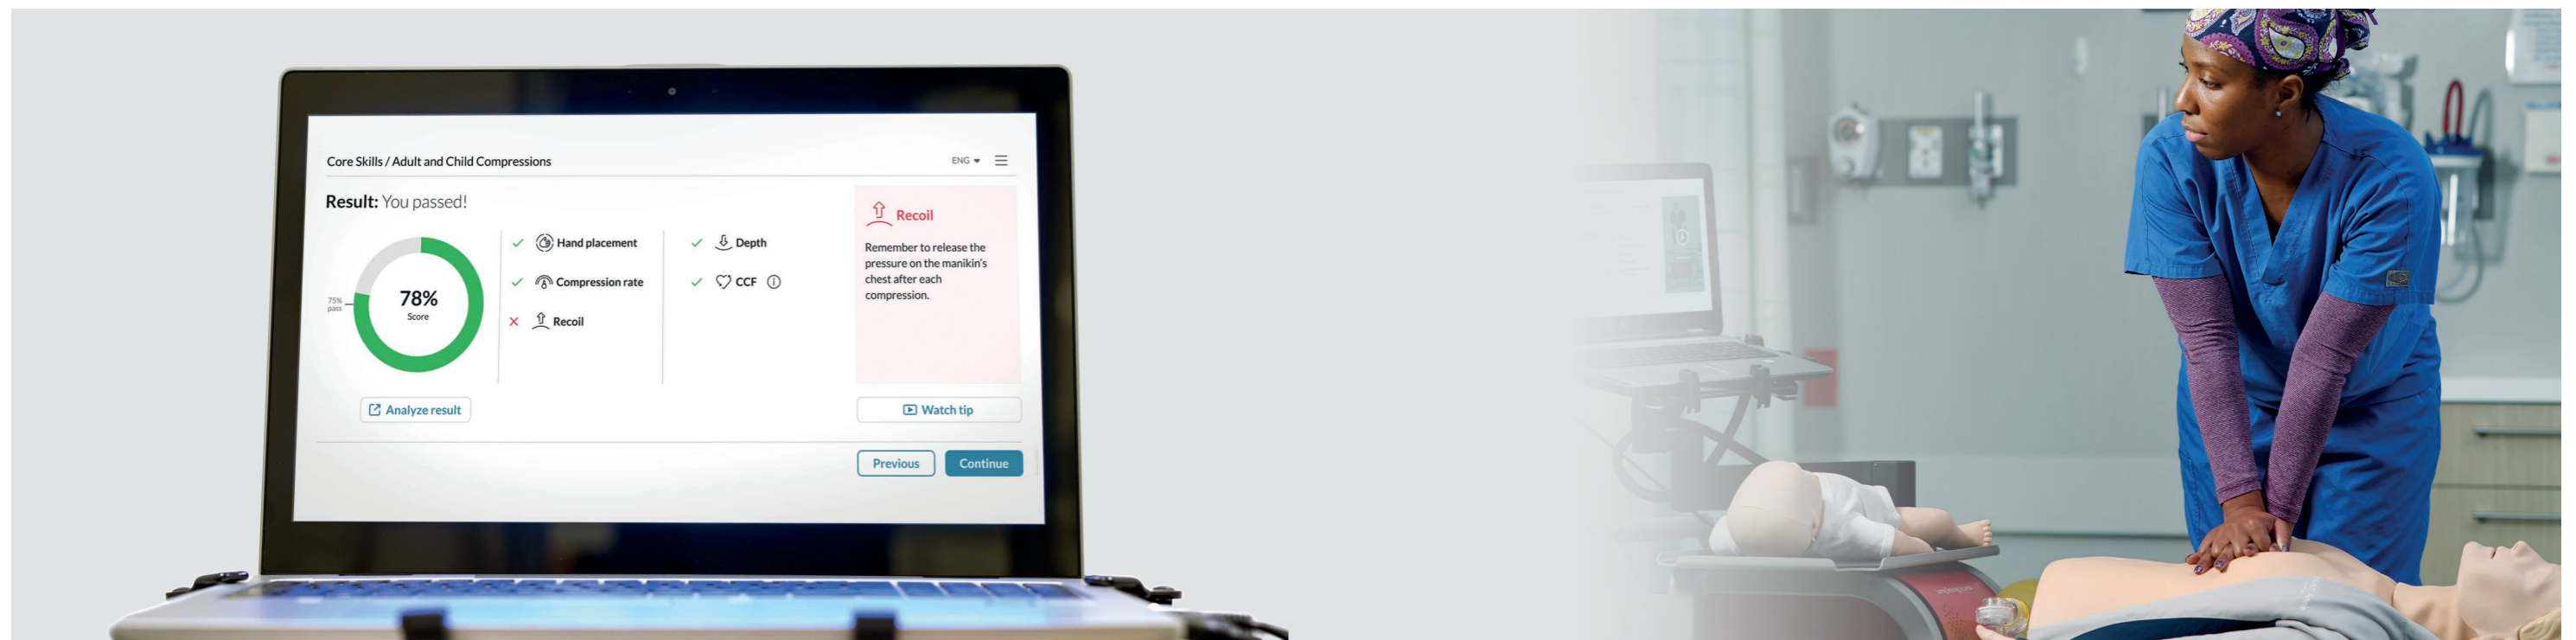 Core Skills / Adult and Child Compressions
ENG
Result: You passed!
75%
pass
78%
Score
Hand placement
Compression rate
Recoil
Depth
CCF
Recoil
Remember to release the
pressure on the manikin's
chest after each
compression.
Analyze result
Watch tip
Previous
Continue